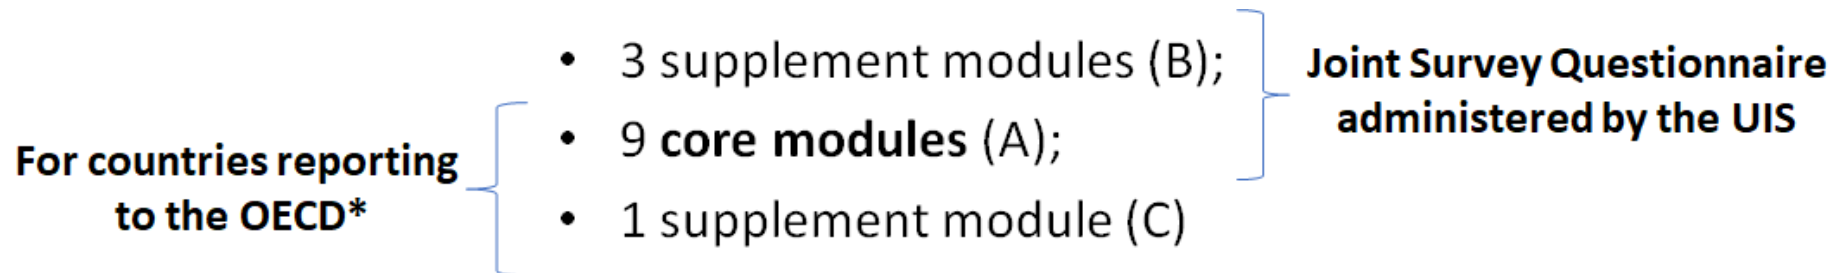 • 3 supplement modules (B);
• 9 core modules (A);
• 1 supplement module (C)
Joint Survey Questionnaire
administered by the UIS
For countries reporting
to the OECD*